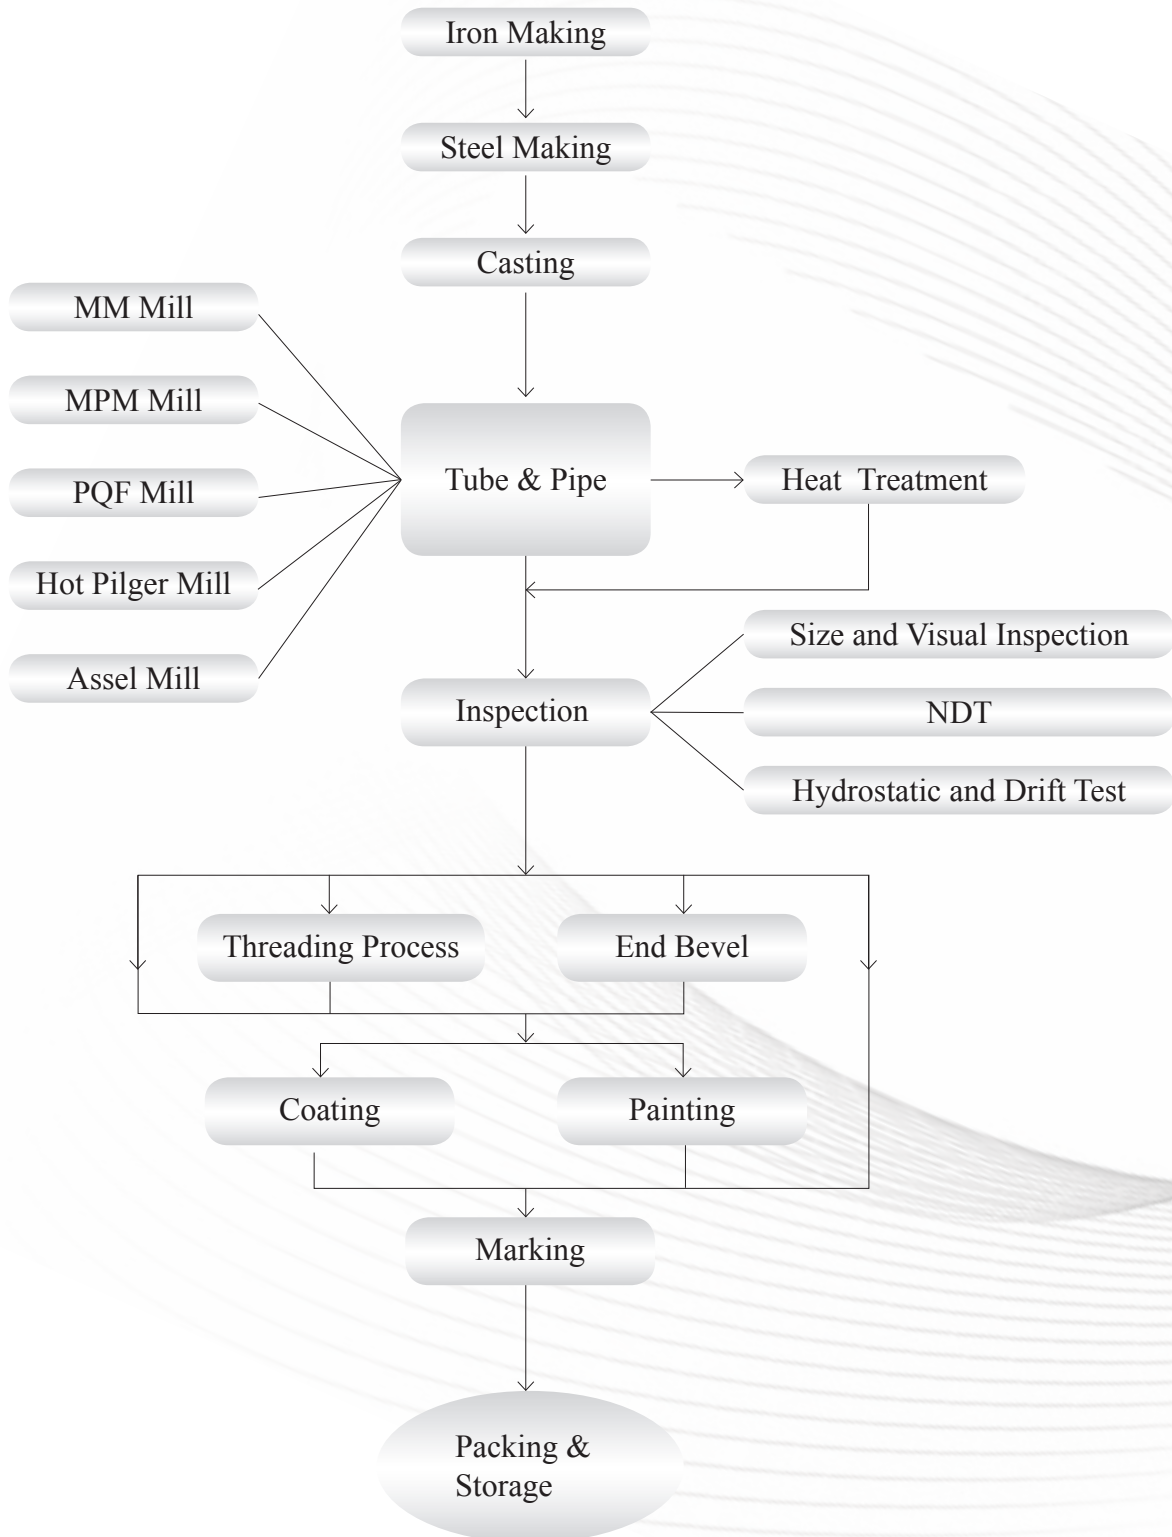 Iron Making
Steel Making
Casting
MM Mill
MPM Mill
PQF Mill
Hot Pilger Mill
Assel Mill
Tube & Pipe
Heat Treatment
Inspection
Size and Visual Inspection
NDT
Hydrostatic and Drift Test
Threading Process
End Bevel
Coating
Painting
Marking
Packing &
Storage